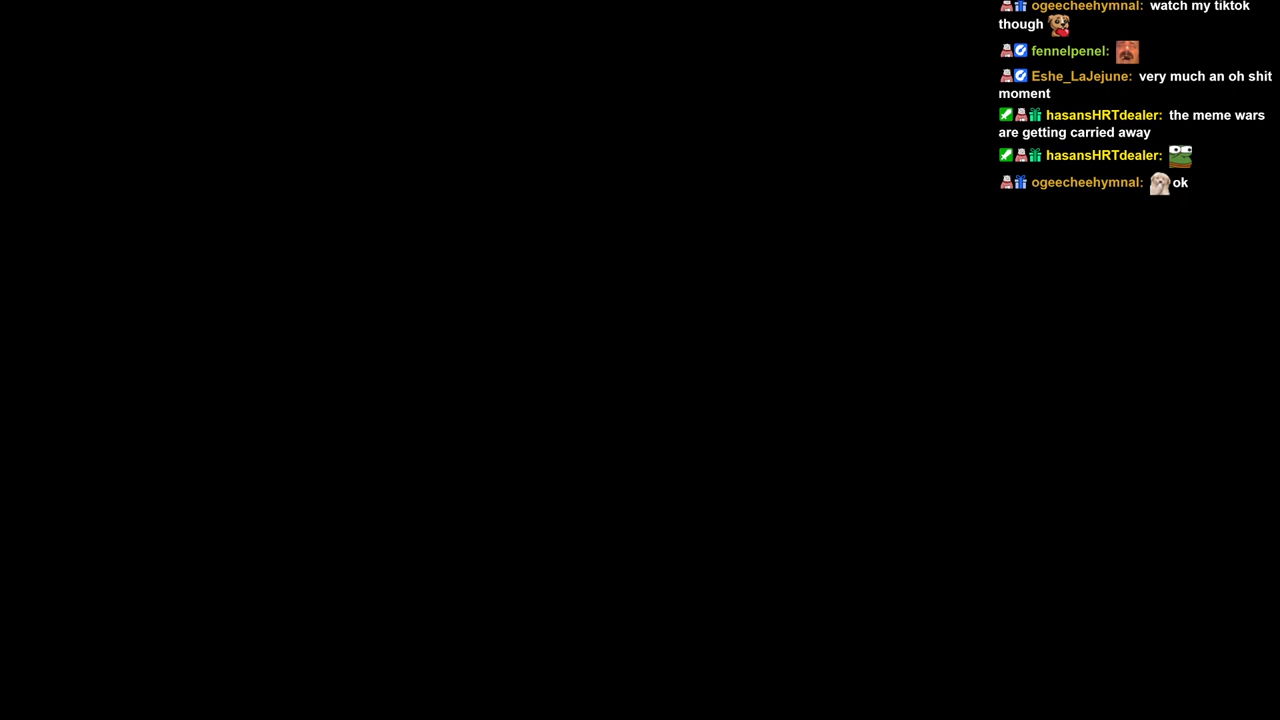 ogeecheehymnal: watch my tiktok
though
fennelpenel:
Eshe_LaJejune: very much an oh shit
moment
hasansHRTdealer: the meme wars
are getting carried away
hasansHRTdealer:
ogeecheehymnal: ok